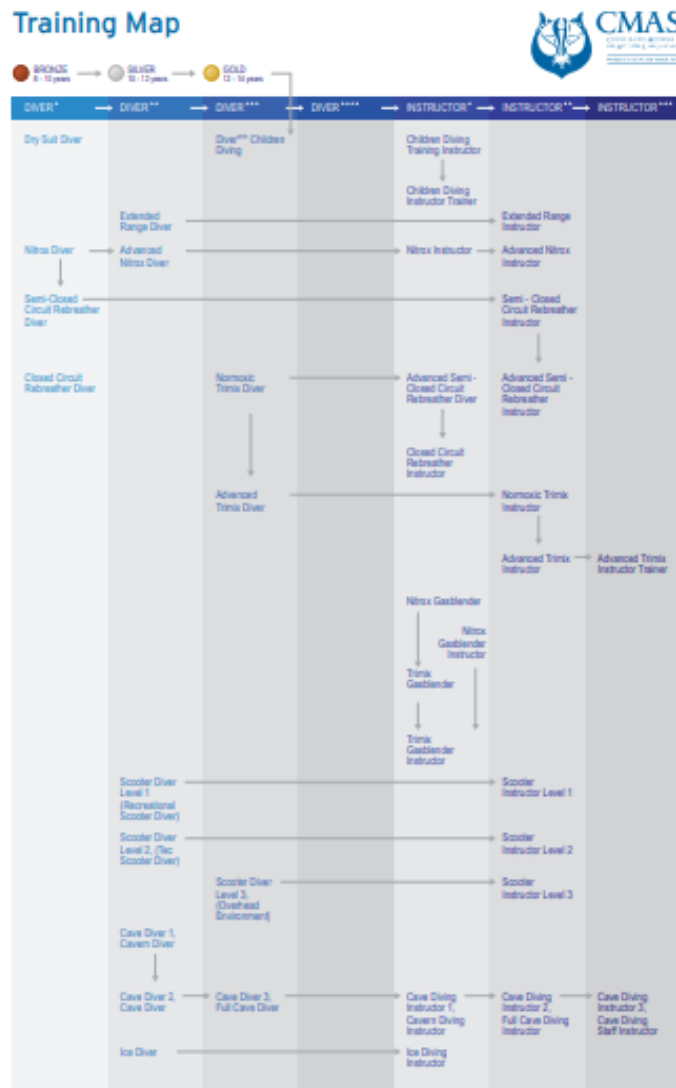 Training Map
CMAS
BRONZE
8 - 10 years
SILVER
10 - 12 years
GOLD
12 - 14 years
DIVER*
DIVER**
DIVER***
DIVER****
INSTRUCTOR*
INSTRUCTOR**
INSTRUCTOR***
Dry Suit Diver
Diver*** Children
Diving
Children Diving
Training Instructor
Children Diving
Instructor Trainer
Extended
Range Diver
Extended Range
Instructor
Nitrox Diver
Advanced
Nitrox Diver
Nitrox Instructor
Advanced Nitrox
Instructor
Semi-Closed
Circuit Rebreather
Diver
Semi - Closed
Circuit Rebreather
Instructor
Closed Circuit
Rebreather Diver
Normoxic
Trimix Diver
Advanced Semi -
Closed Circuit
Rebreather Diver
Advanced Semi -
Closed Circuit
Rebreather
Instructor
Closed Circuit
Rebreather
Instructor
Advanced
Trimix Diver
Normoxic Trimix
Instructor
Advanced Trimix
Instructor
Advanced Trimix
Instructor Trainer
Nitrox Gasblender
Nitrox
Gasblender
Instructor
Trimix
Gasblender
Trimix
Gasblender
Instructor
Scooter Diver
Level 1
(Recreational
Scooter Diver)
Scooter
Instructor Level 1
Scooter Diver
Level 2, (Tec
Scooter Diver)
Scooter
Instructor Level 2
Scooter Diver
Level 3,
(Overhead
Environment)
Scooter
Instructor Level 3
Cave Diver 1,
Cavern Diver
Cave Diver 2,
Cave Diver
Cave Diver 3,
Full Cave Diver
Cave Diving
Instructor 1,
Cavern Diving
Instructor
Cave Diving
Instructor 2,
Full Cave Diving
Instructor
Cave Diving
Instructor 3,
Cave Diving
Staff Instructor
Ice Diver
Ice Diving
Instructor